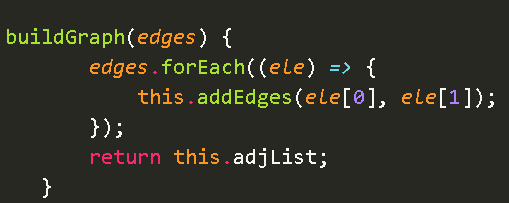 buildGraph(edges) {
        edges.forEach((ele) => {
            this.addEdges(ele[0], ele[1]);
        });
        return this.adjList;
    }